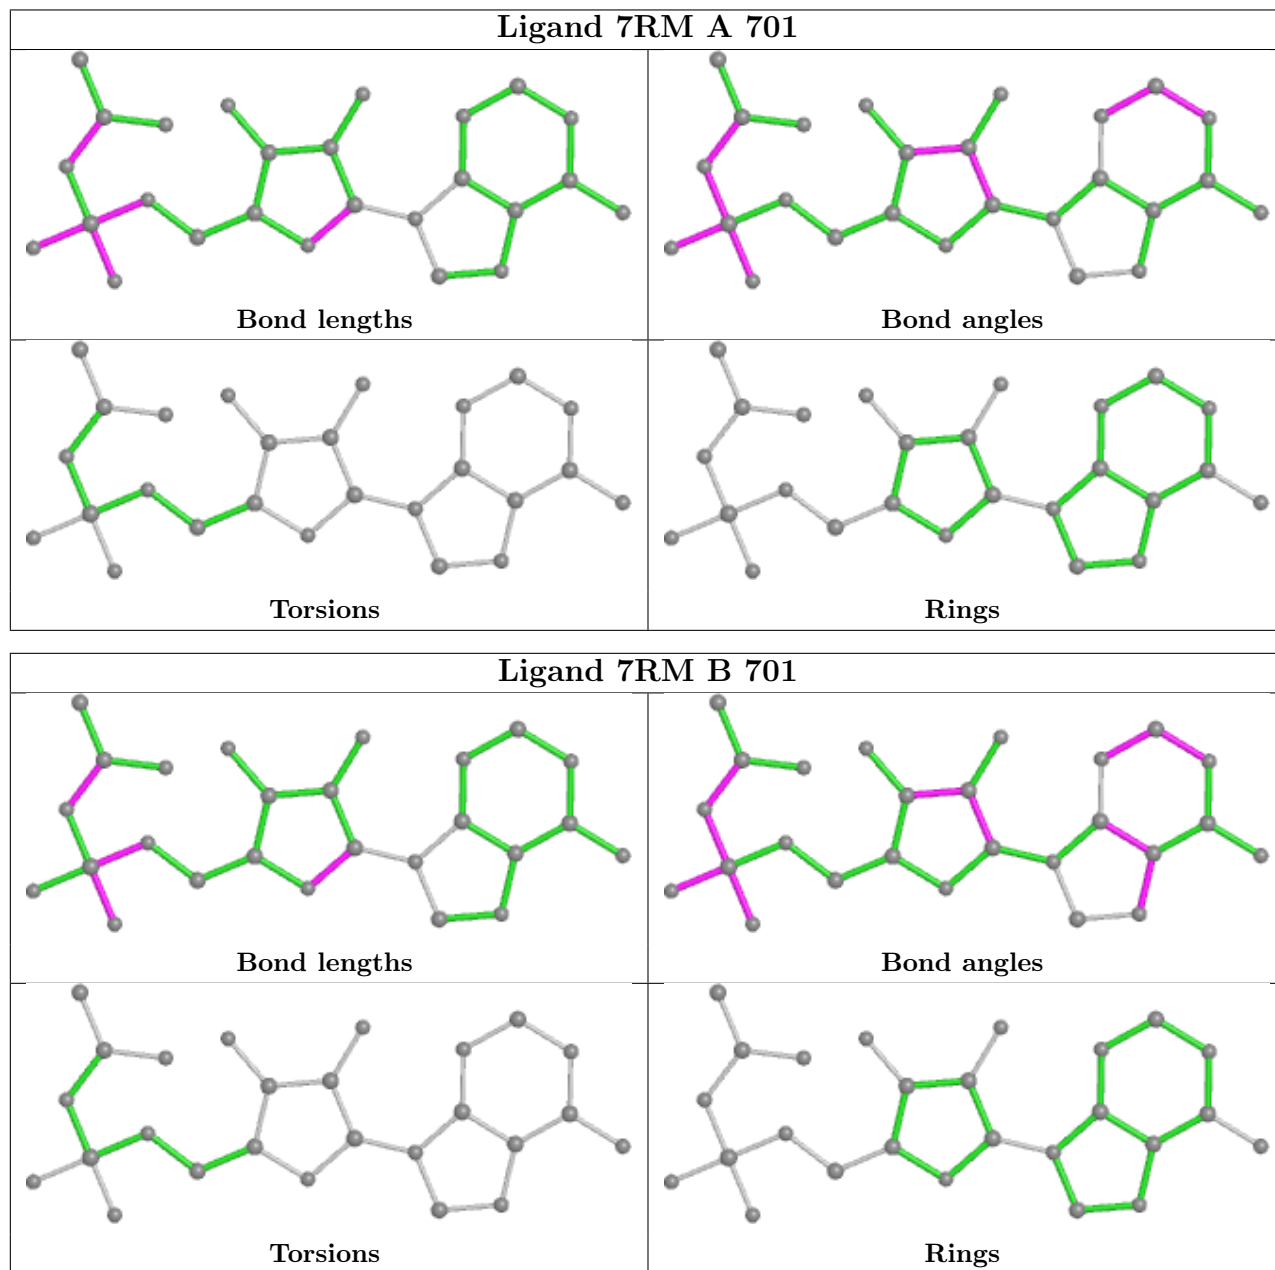 Ligand 7RM A 701
Bond lengths
Bond angles
Torsions
Rings
Ligand 7RM B 701
Bond lengths
Bond angles
Torsions
Rings